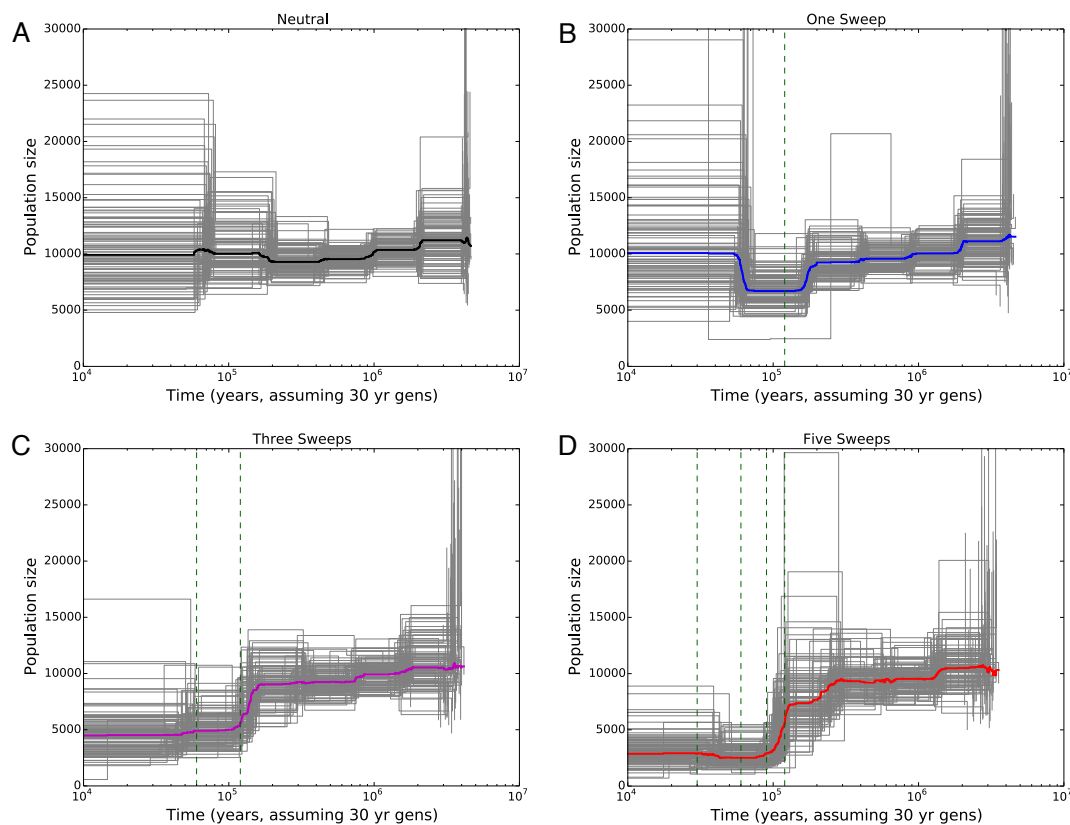 A
Neutral
Population size
30000
25000
20000
15000
10000
5000
0
10^4
10^5
10^6
10^7
Time (years, assuming 30 yr gens)
B
One Sweep
Population size
30000
25000
20000
15000
10000
5000
0
10^4
10^5
10^6
10^7
Time (years, assuming 30 yr gens)
C
Three Sweeps
Population size
30000
25000
20000
15000
10000
5000
0
10^4
10^5
10^6
10^7
Time (years, assuming 30 yr gens)
D
Five Sweeps
Population size
30000
25000
20000
15000
10000
5000
0
10^4
10^5
10^6
10^7
Time (years, assuming 30 yr gens)